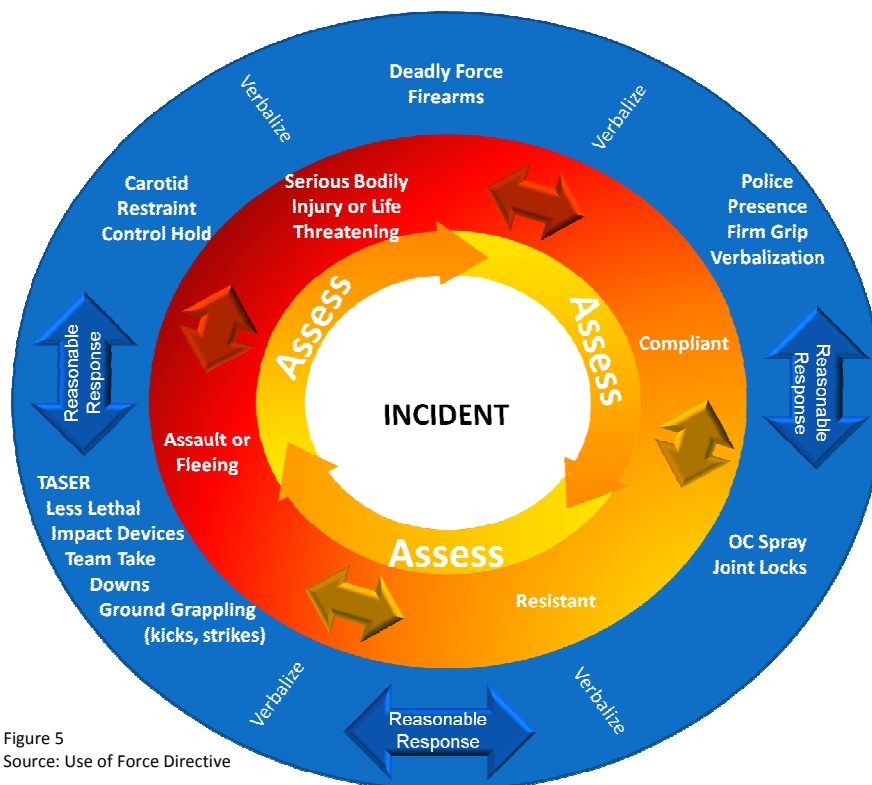 Deadly Force
Firearms
Verbalize
Verbalize
Carotid
Restraint
Control Hold
Serious Bodily
Injury or Life
Threatening
Police
Presence
Firm Grip
Verbalization
Assess
Assess
Compliant
Reasonable
Response
Reasonable
Response
INCIDENT
Assault or
Fleeing
TASER
Less Lethal
Impact Devices
Team Take
Downs
Ground Grappling
(kicks, strikes)
Assess
OC Spray
Joint Locks
Resistant
Verbalize
Verbalize
Reasonable
Response
Figure 5
Source: Use of Force Directive